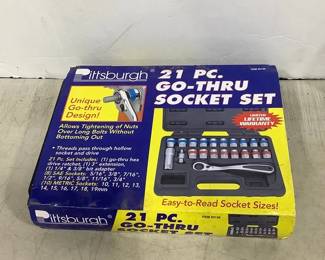 Pittsburgh
21 PC.
GO-THRU
SOCKET SET
Unique
Go-thru
Design!
LIFETIME
WARRANTY
Allows Tightening of Nuts
Over Long Bolts Without
Bottoming Out
• Threads pass through hollow
socket and drive
21 Pc. Set Includes: (1) go-thru hex
drive ratchet, (1) 3" extension,
(1) 1/4" & 3/8" bit adapter
(8) SAE Sockets: 5/16", 3/8", 7/16",
1/2", 9/16", 5/8", 11/16", 3/4"
(10) METRIC Sockets: 10, 11, 12, 13,
14, 15, 16, 17, 18, 19mm
Easy-to-Read Socket Sizes!
Pittsburgh
21 PC.
GO-THRU
SOCKET SET